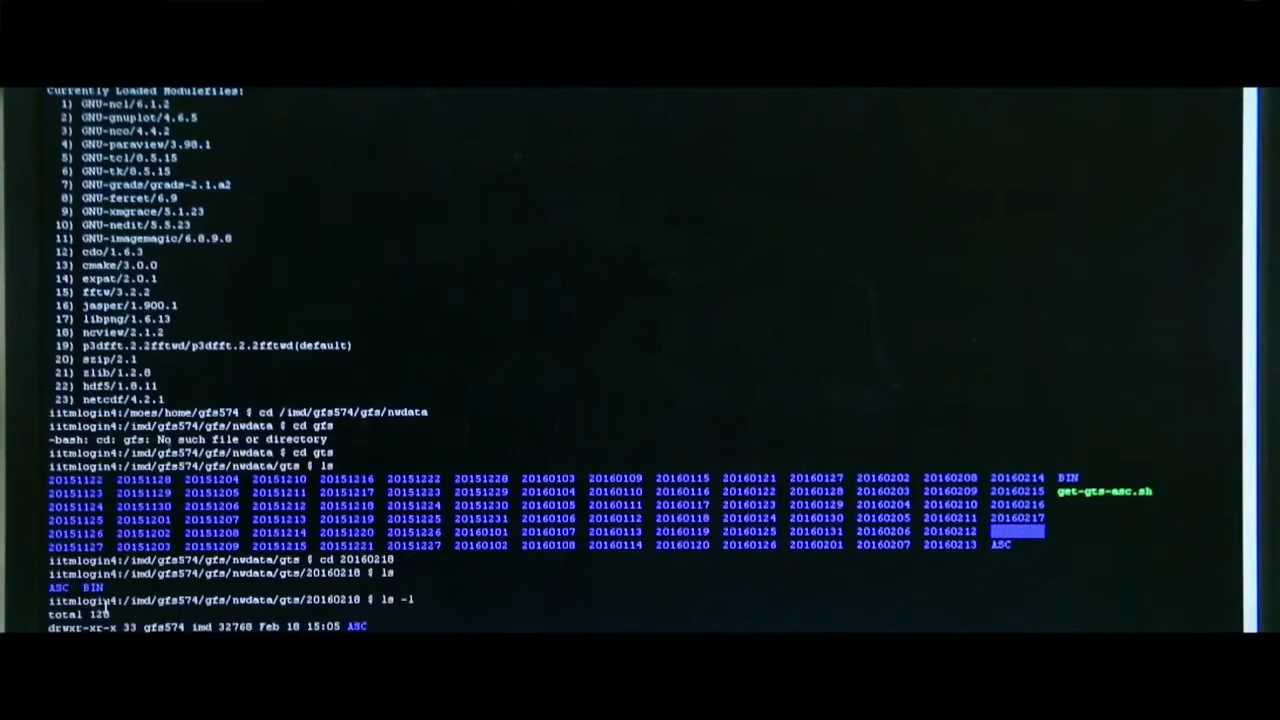 Currently Loaded Modulefiles:
1) GNU-ncl/6.1.2
2) GNU-gnuplot/4.6.5
3) GNU-nco/4.4.2
4) GNU-paraview/3.98.1
5) GNU-tcl/8.5.15
6) GNU-tk/8.5.15
7) GNU-grads/grads-2.1.a2
8) GNU-ferret/6.9
9) GNU-xmgrace/5.1.23
10) GNU-nedit/5.5.23
11) GNU-imagemagic/6.8.9.8
12) cdo/1.6.3
13) cmake/3.0.0
14) expat/2.0.1
15) fftw/3.2.2
16) jasper/1.900.1
17) libpng/1.6.13
18) ncview/2.1.2
19) p3dfft.2.2fftwd/p3dfft.2.2fftwd(default)
20) szip/2.1
21) zlib/1.2.8
22) hdf5/1.8.11
23) netcdf/4.2.1
iitmlogin4:/moes/home/gfs574 $ cd /imd/gfs574/gfs/nwdata
iitmlogin4:/imd/gfs574/gfs/nwdata $ cd gfs
-bash: cd: gfs: No such file or directory
iitmlogin4:/imd/gfs574/gfs/nwdata $ cd gts
iitmlogin4:/imd/gfs574/gfs/nwdata/gts $ ls
20151122 20151128 20151204 20151210 20151216 20151222 20151228 20160103 20160109 20160115 20160121 20160127 20160202 20160208 20160214 BIN
20151123 20151129 20151205 20151211 20151217 20151223 20151229 20160104 20160110 20160116 20160122 20160128 20160203 20160209 20160215 get-gts-asc.sh
20151124 20151130 20151206 20151212 20151218 20151224 20151230 20160105 20160111 20160117 20160123 20160129 20160204 20160210 20160216
20151125 20151201 20151207 20151213 20151219 20151225 20151231 20160106 20160112 20160118 20160124 20160130 20160205 20160211 20160217
20151126 20151202 20151208 20151214 20151220 20151226 20160101 20160107 20160113 20160119 20160125 20160131 20160206 20160212
20151127 20151203 20151209 20151215 20151221 20151227 20160102 20160108 20160114 20160120 20160126 20160201 20160207 20160213 ASC
iitmlogin4:/imd/gfs574/gfs/nwdata/gts $ cd 20160218
iitmlogin4:/imd/gfs574/gfs/nwdata/gts/20160218 $ ls
ASC BIN
iitmlogin4:/imd/gfs574/gfs/nwdata/gts/20160218 $ ls -l
total 128
drwxr-xr-x 33 gfs574 imd 32768 Feb 18 15:05 ASC